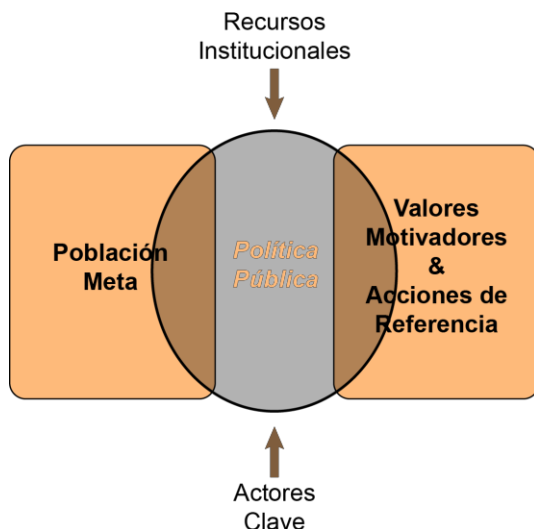 Recursos
Institucionales
Población
Meta
Política
Pública
Valores
Motivadores
&
Acciones de
Referencia
Actores
Clave